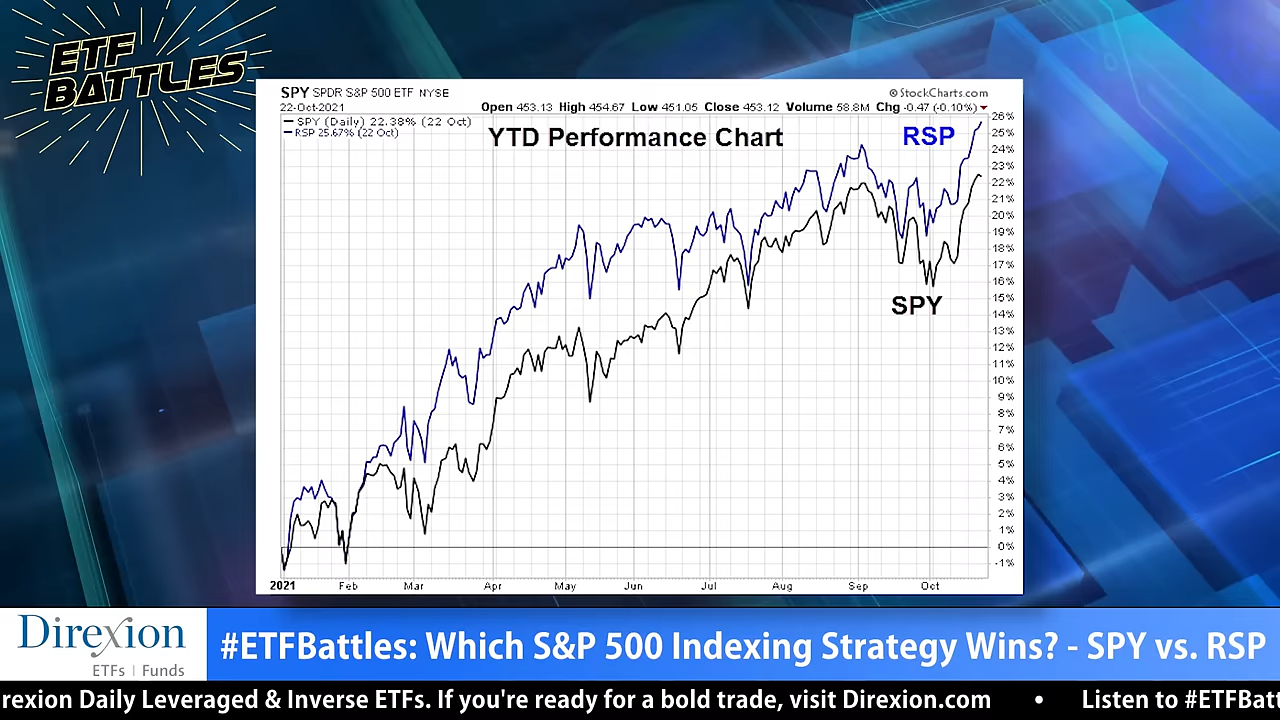 ETF
BATTLES
SPY SPDR S&P 500 ETF NYSE
© StockCharts.com
22-Oct-2021
Open 453.13 High 454.67 Low 451.05 Close 453.12 Volume 58.8M Chg -0.47 (-0.10%)
SPY (Daily) 22.38% (22 Oct)
RSP 25.67% (22 Oct)
YTD Performance Chart
RSP
SPY
26%
25%
24%
23%
22%
21%
20%
19%
18%
17%
16%
15%
14%
13%
12%
11%
10%
9%
8%
7%
6%
5%
4%
3%
2%
1%
0%
-1%
2021 Feb Mar Apr May Jun Jul Aug Sep Oct
Direxion
ETFs | Funds
#ETFBattles: Which S&P 500 Indexing Strategy Wins? - SPY vs. RSP
rexion Daily Leveraged & Inverse ETFs. If you're ready for a bold trade, visit Direxion.com • Listen to #ETFBatt